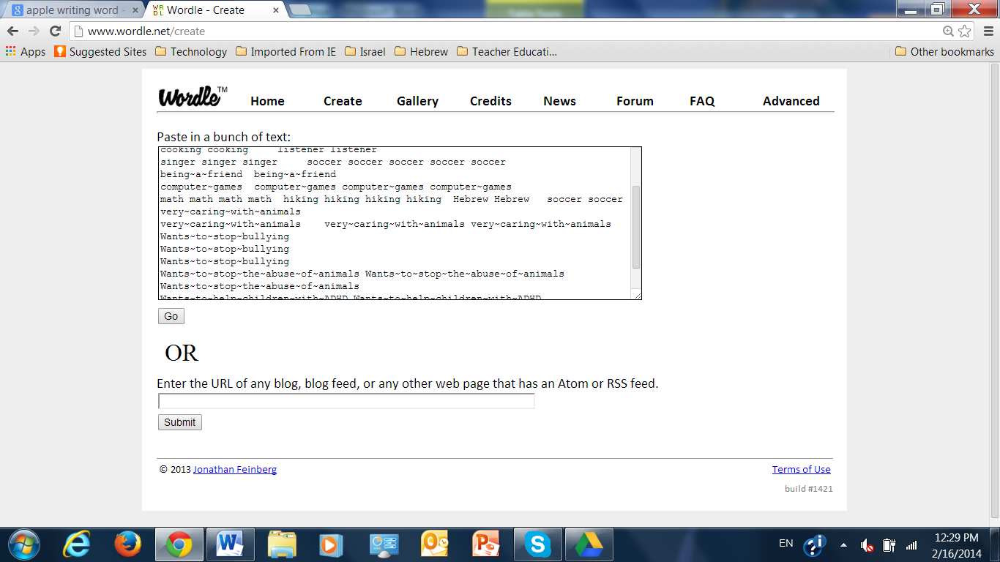 apple writing word -
Wordle - Create
www.wordle.net/create
Apps Suggested Sites Technology Imported From IE Israel Hebrew Teacher Educati... Other bookmarks
Wordle™ Home Create Gallery Credits News Forum FAQ Advanced
Paste in a bunch of text:
cooking cooking listener listener
singer singer singer soccer soccer soccer soccer soccer
being~a~friend being~a~friend
computer~games computer~games computer~games computer~games
math math math math hiking hiking hiking hiking Hebrew Hebrew soccer soccer
very~caring~with~animals
very~caring~with~animals very~caring~with~animals very~caring~with~animals
Wants~to~stop~bullying
Wants~to~stop~bullying
Wants~to~stop~bullying
Wants~to~stop~the~abuse~of~animals Wants~to~stop~the~abuse~of~animals
Wants~to~stop~the~abuse~of~animals
Wants~to~help~children~with~ADHD Wants~to~help~children~with~ADHD
Go
OR
Enter the URL of any blog, blog feed, or any other web page that has an Atom or RSS feed.
Submit
© 2013 Jonathan Feinberg Terms of Use
build #1421
EN 12:29 PM
2/16/2014